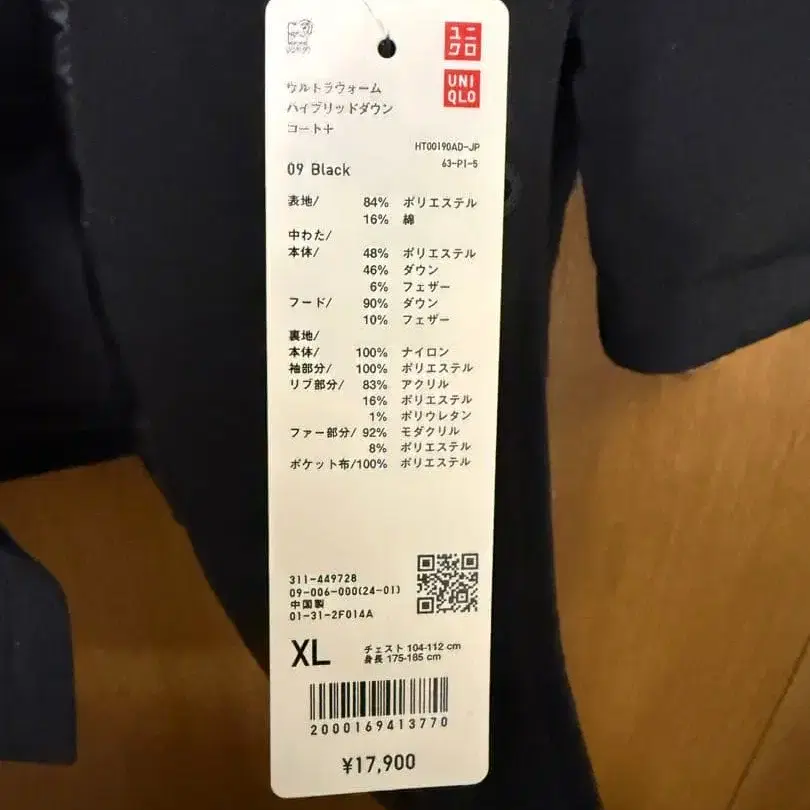 ユニ
クロ
UNI
QLO
ウルトラウォーム
ハイブリッドダウン
コート+
HT00190AD-JP
63-PI-5
09 Black
表地/ 84% ポリエステル
16% 綿
中わた/
本体/ 48% ポリエステル
46% ダウン
6% フェザー
フード/ 90% ダウン
10% フェザー
裏地/
本体/ 100% ナイロン
袖部分/ 100% ポリエステル
リブ部分/ 83% アクリル
16% ポリエステル
1% ポリウレタン
ファー部分/ 92% モダクリル
8% ポリエステル
ポケット布/100% ポリエステル
311-449728
09-006-000(24-01)
中国製
01-31-2F014A
XL チェスト 104-112 cm
身長 175-185 cm
2000169413770
¥17,900